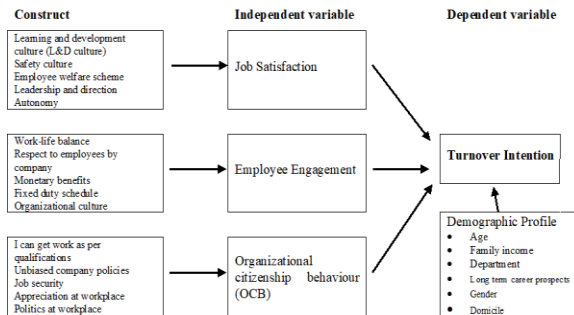 Construct
Independent variable
Dependent variable
Learning and development
culture (L&D culture)
Safety culture
Employee welfare scheme
Leadership and direction
Autonomy
Job Satisfaction
Work-life balance
Respect to employees by
company
Monetary benefits
Fixed duty schedule
Organizational culture
Employee Engagement
Turnover Intention
I can get work as per
qualifications
Unbiased company policies
Job security
Appreciation at workplace
Politics at workplace
Organizational
citizenship behaviour
(OCB)
Demographic Profile
• Age
• Family income
• Department
• Long term career prospects
• Gender
• Domicile